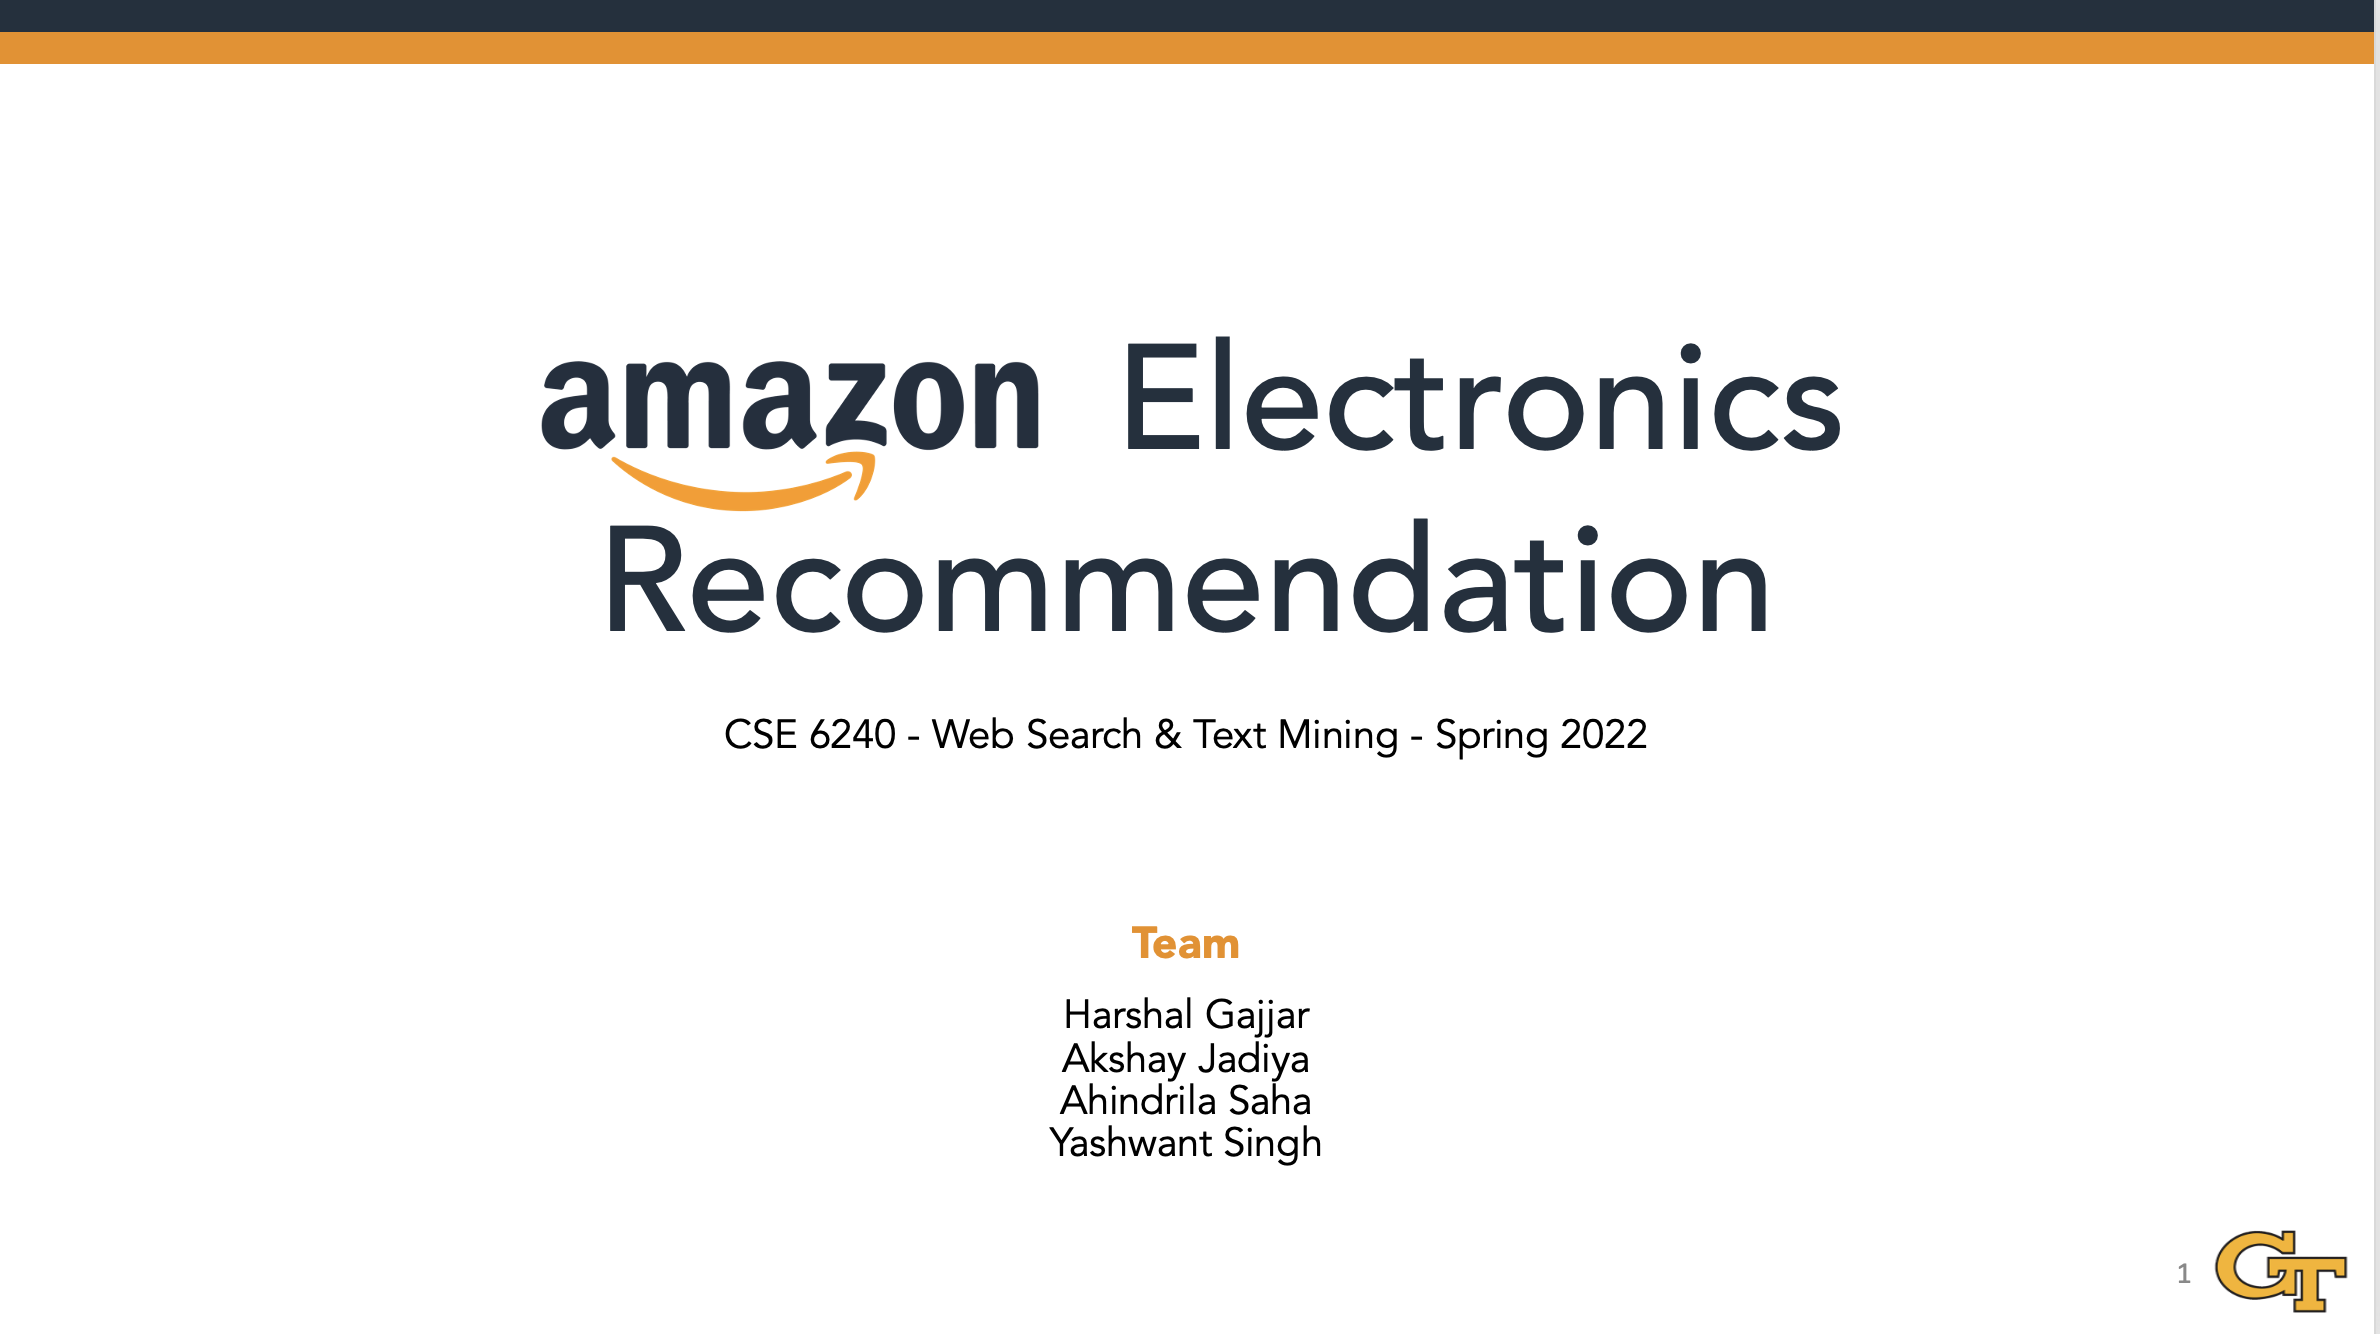 amazon Electronics
Recommendation
CSE 6240 - Web Search & Text Mining - Spring 2022
Team
Harshal Gajjar
Akshay Jadiya
Ahindrila Saha
Yashwant Singh
1
GT